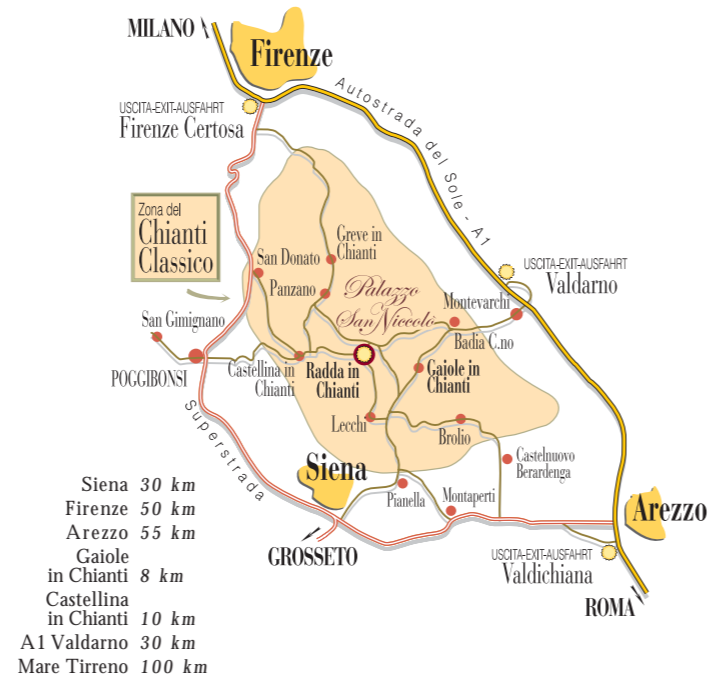 MILANO
Firenze
USCITA-EXIT-AUSFAHRT
Firenze Certosa
Autostrada del Sole - A1
Zona del
Chianti
Classico
San Donato
Greve in
Chianti
Panzano
USCITA-EXIT-AUSFAHRT
Valdarno
Palazzo
San Niccolò
Montevarchi
Badia C.no
San Gimignano
POGGIBONSI
Castellina in
Chianti
Radda in
Chianti
Gaiole in
Chianti
Lecchi
Brolio
Superstrada
Siena
Castelnuovo
Berardenga
Pianella
Montaperti
Arezzo
GROSSETO
USCITA-EXIT-AUSFAHRT
Valdichiana
ROMA
Siena 30 km
Firenze 50 km
Arezzo 55 km
Gaiole
in Chianti 8 km
Castellina
in Chianti 10 km
A1 Valdarno 30 km
Mare Tirreno 100 km